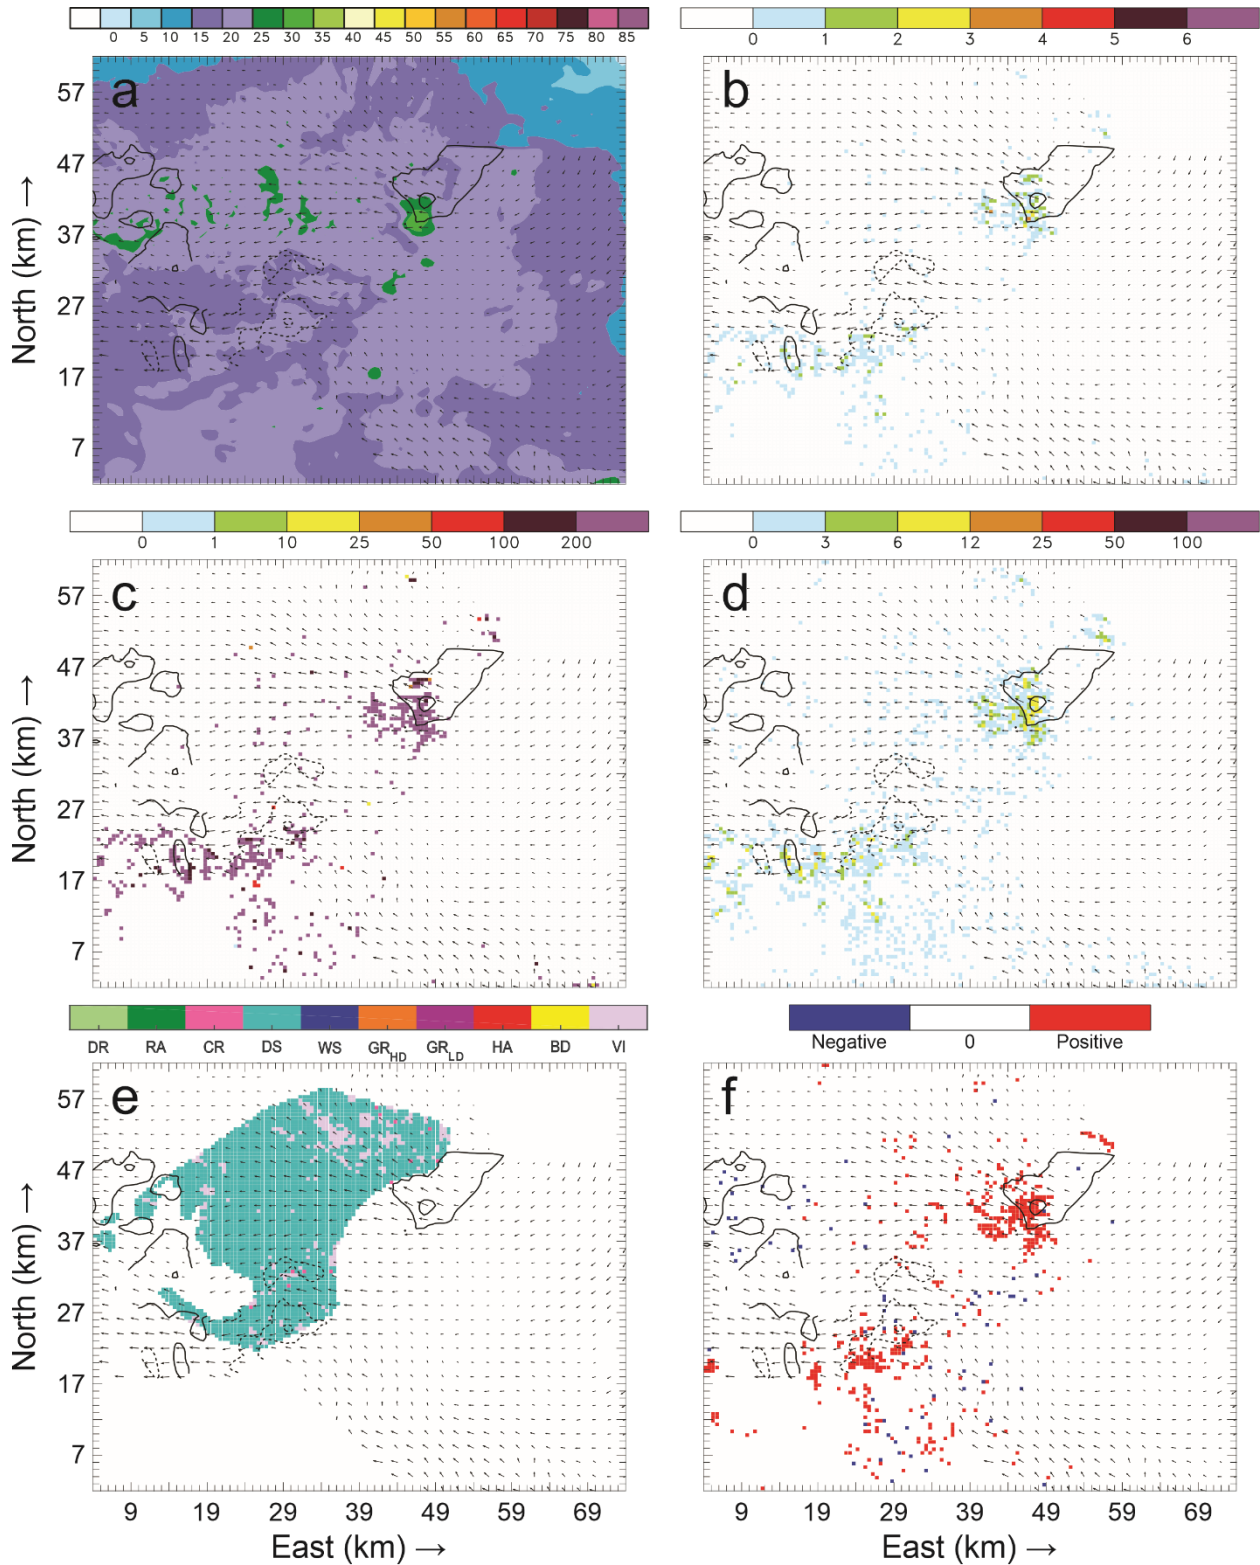 0 5 10 15 20 25 30 35 40 45 50 55 60 65 70 75 80 85
0 1 2 3 4 5 6
a
b
57
47
37
27
17
7
North (km) →
0 1 10 25 50 100 200
0 3 6 12 25 50 100
c
d
57
47
37
27
17
7
North (km) →
DR RA CR DS WS GR HD GR LD HA BD VI
Negative 0 Positive
e
f
57
47
37
27
17
7
North (km) →
9 19 29 39 49 59 69
9 19 29 39 49 59 69
East (km) →
East (km) →